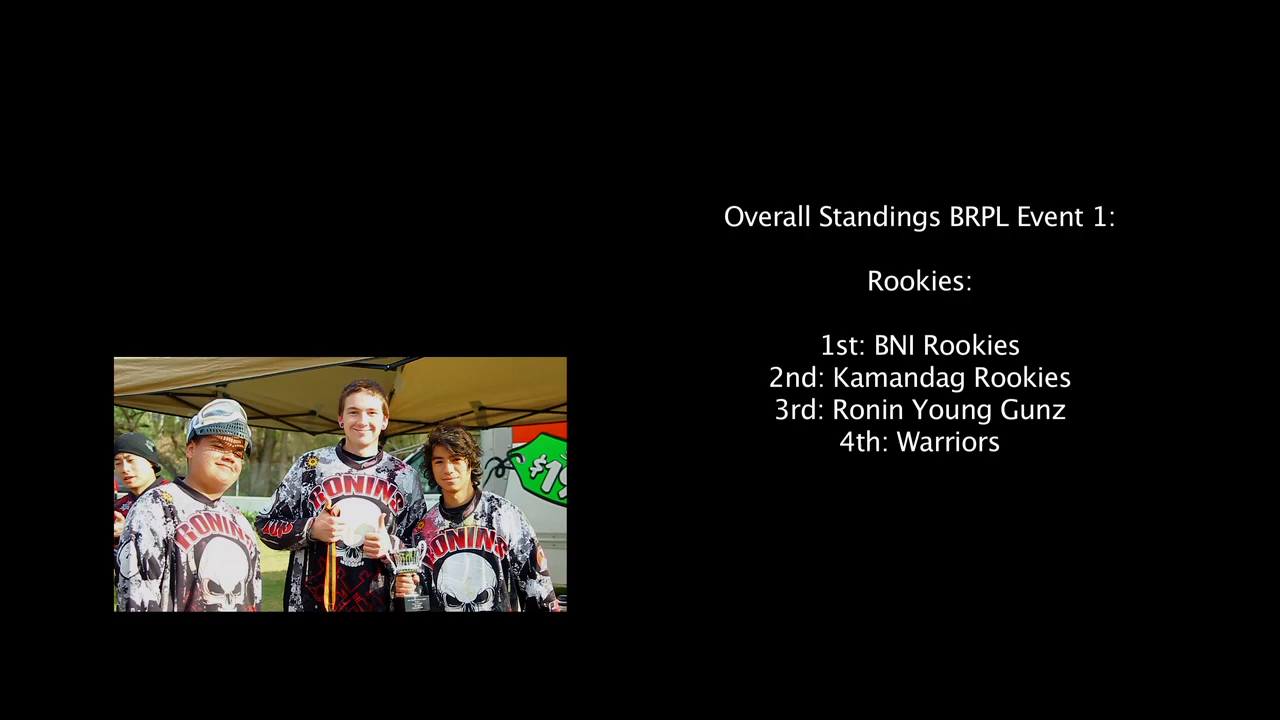 Overall Standings BRPL Event 1:
Rookies:
1st: BNI Rookies
2nd: Kamandag Rookies
3rd: Ronin Young Gunz
4th: Warriors
RONINS
RONINS
RONINS